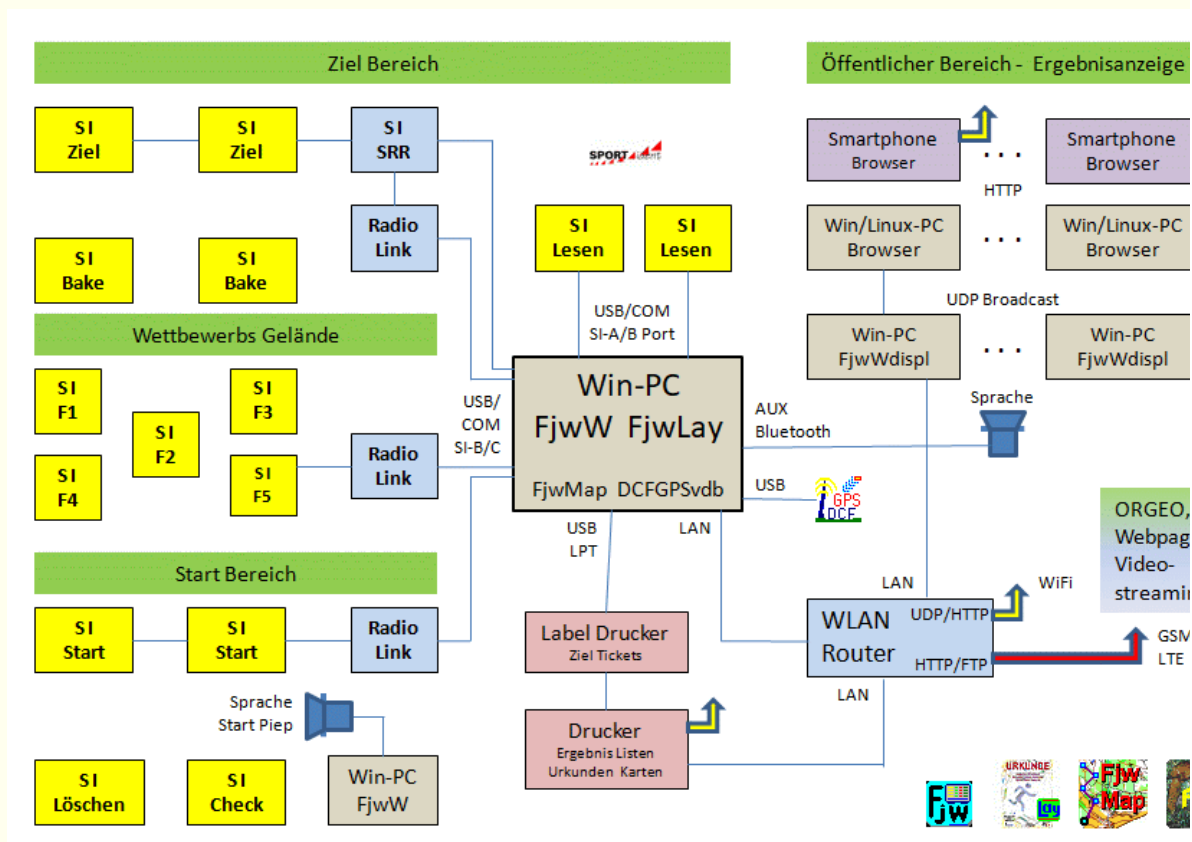 Ziel Bereich
SI
Ziel
SI
Ziel
SI
SRR
Radio
Link
SI
Bake
SI
Bake
SPORT
SI
Lesen
SI
Lesen
USB/COM
SI-A/B Port
Wettbewerbs Gelände
SI
F1
SI
F2
SI
F3
SI
F4
SI
F5
Radio
Link
USB/
COM
SI-B/C
Win-PC
FjwW FjwLay
FjwMap DCFGPSvdb
AUX
Bluetooth
USB
GPS
DCF
USB
LPT
LAN
Start Bereich
SI
Start
SI
Start
Radio
Link
Sprache
Start Piep
SI
Löschen
SI
Check
Win-PC
FjwW
Label Drucker
Ziel Tickets
Drucker
Ergebnis Listen
Urkunden Karten
Öffentlicher Bereich - Ergebnisanzeige
Smartphone
Browser
. . .
Smartphone
Browser
HTTP
Win/Linux-PC
Browser
. . .
Win/Linux-PC
Browser
UDP Broadcast
Win-PC
FjwWdispl
. . .
Win-PC
FjwWdispl
Sprache
ORGEO,
Webpag
Video-
streamin
LAN
WiFi
WLAN
Router
UDP/HTTP
HTTP/FTP
GSM
LTE
LAN
Fjw
URKUNDE
Lay
Fjw
Map